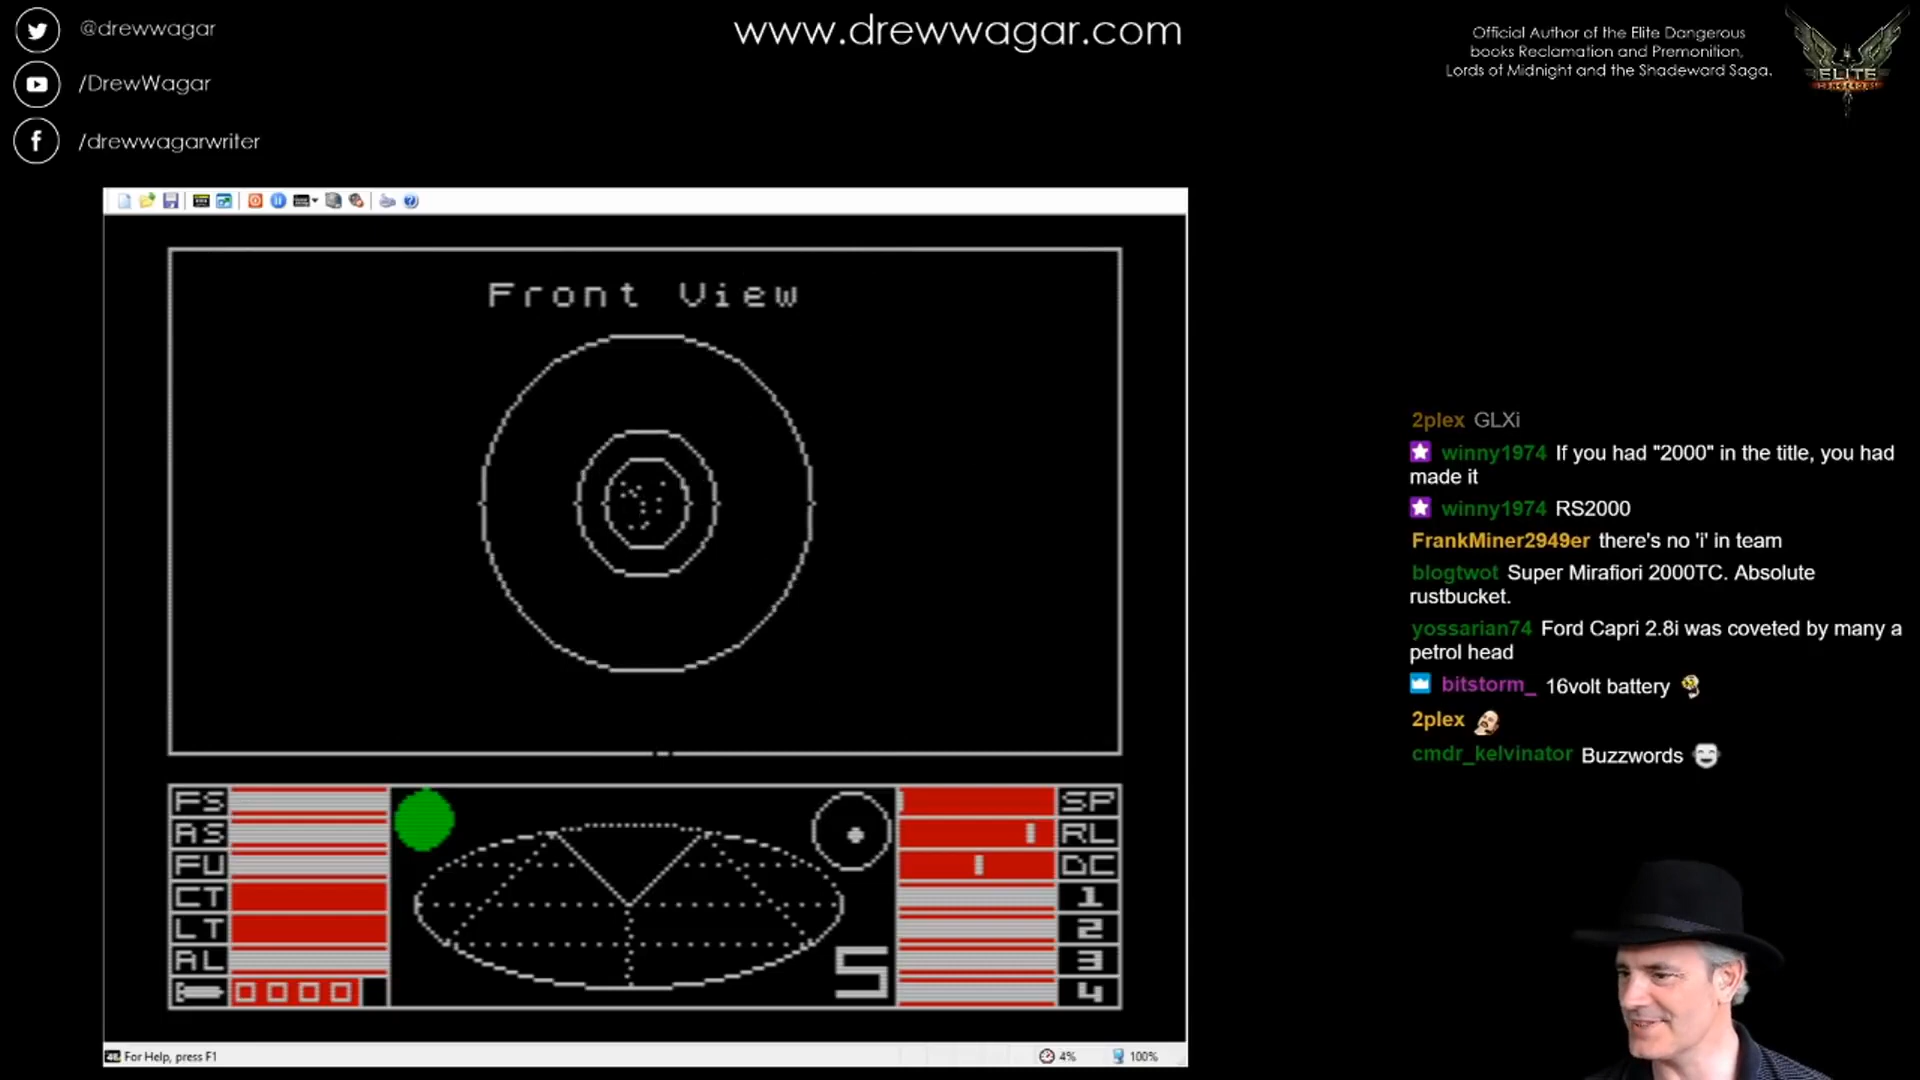 @drewwagar
/DrewWagar
/drewwagarwriter
www.drewwagar.com
Official Author of the Elite Dangerous
books Reclamation and Premonition,
Lords of Midnight and the Shadeward Saga.
ELITE
DANGEROUS
Front View
FS
AS
FU
CT
LT
AL
S
SP
RL
DC
1
2
3
4
For Help, press F1
4%
100%
2plex GLXi
winny1974 If you had "2000" in the title, you had
made it
winny1974 RS2000
FrankMiner2949er there's no 'i' in team
blogtwot Super Mirafiori 2000TC. Absolute
rustbucket.
yossarian74 Ford Capri 2.8i was coveted by many a
petrol head
bitstorm_ 16volt battery
2plex
cmdr_kelvinator Buzzwords